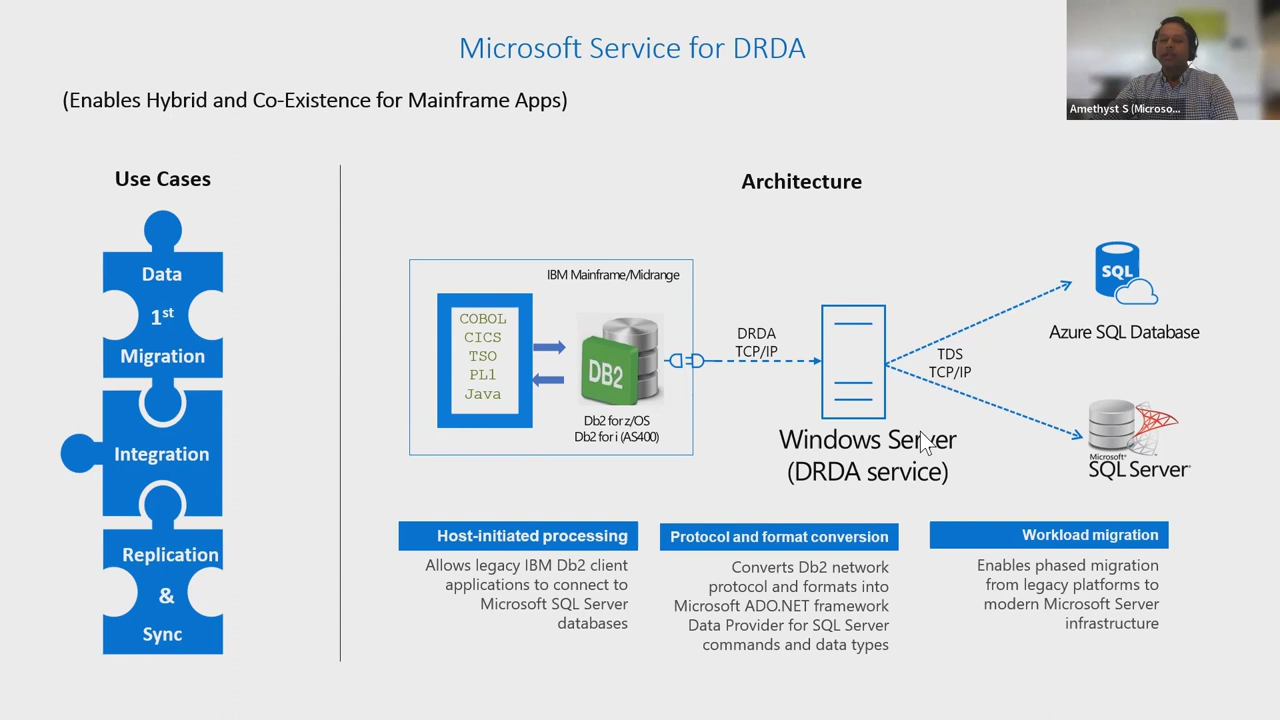 Microsoft Service for DRDA
Amethyst S (Microso...
(Enables Hybrid and Co-Existence for Mainframe Apps)
Use Cases
Data
1st
Migration
Integration
Replication
&
Sync
Architecture
IBM Mainframe/Midrange
COBOL
CICS
TSO
PL1
Java
DB2
Db2 for z/OS
Db2 for i (AS400)
DRDA
TCP/IP
Windows Server
(DRDA service)
TDS
TCP/IP
SQL
Azure SQL Database
Microsoft®
SQL Server®
Host-initiated processing
Allows legacy IBM Db2 client
applications to connect to
Microsoft SQL Server
databases
Protocol and format conversion
Converts Db2 network
protocol and formats into
Microsoft ADO.NET framework
Data Provider for SQL Server
commands and data types
Workload migration
Enables phased migration
from legacy platforms to
modern Microsoft Server
infrastructure